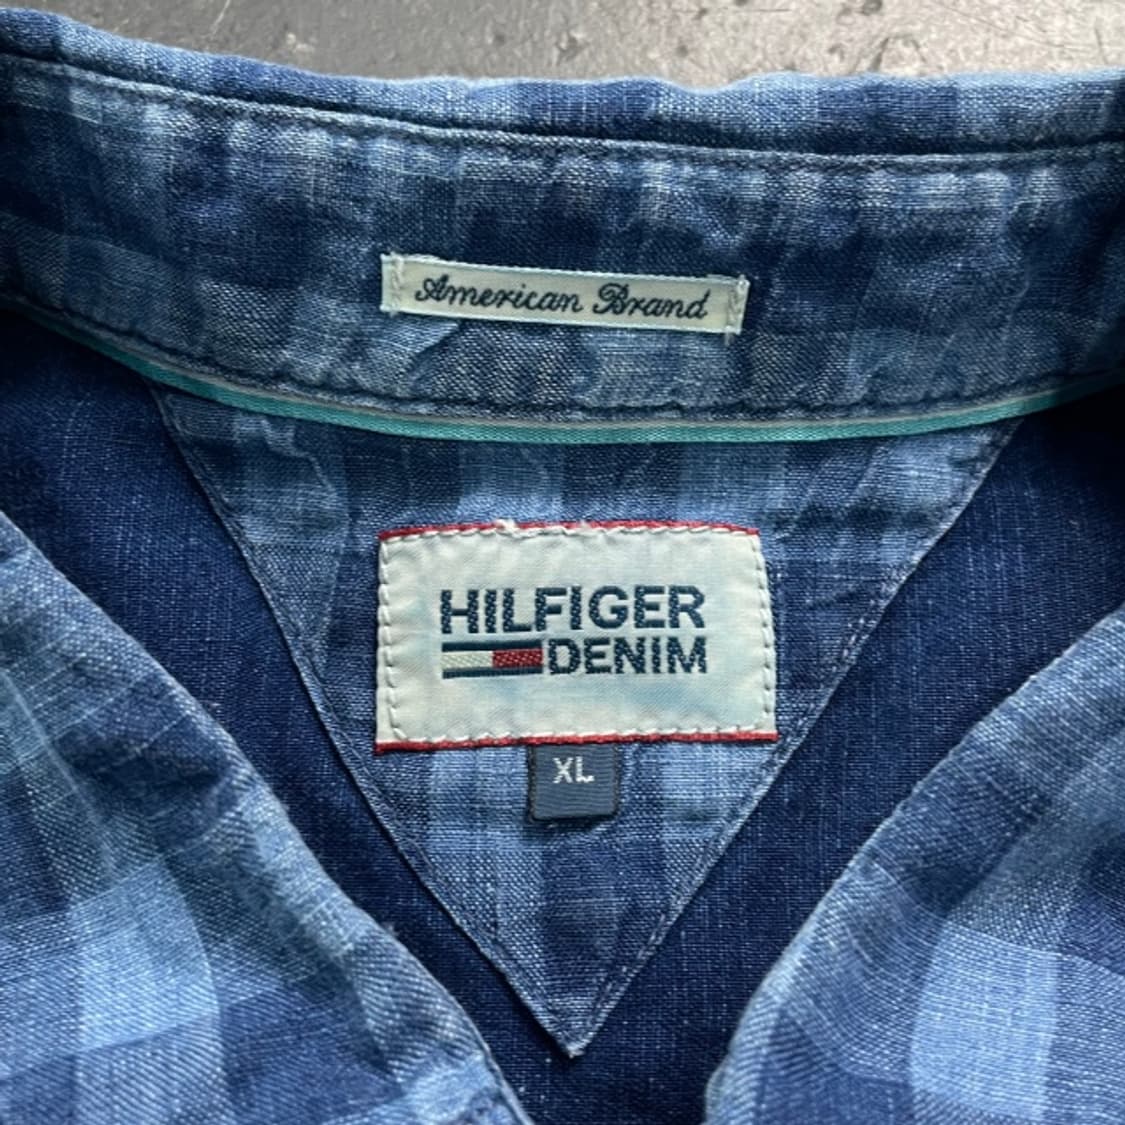 American Brand
HILFIGER
DENIM
XL